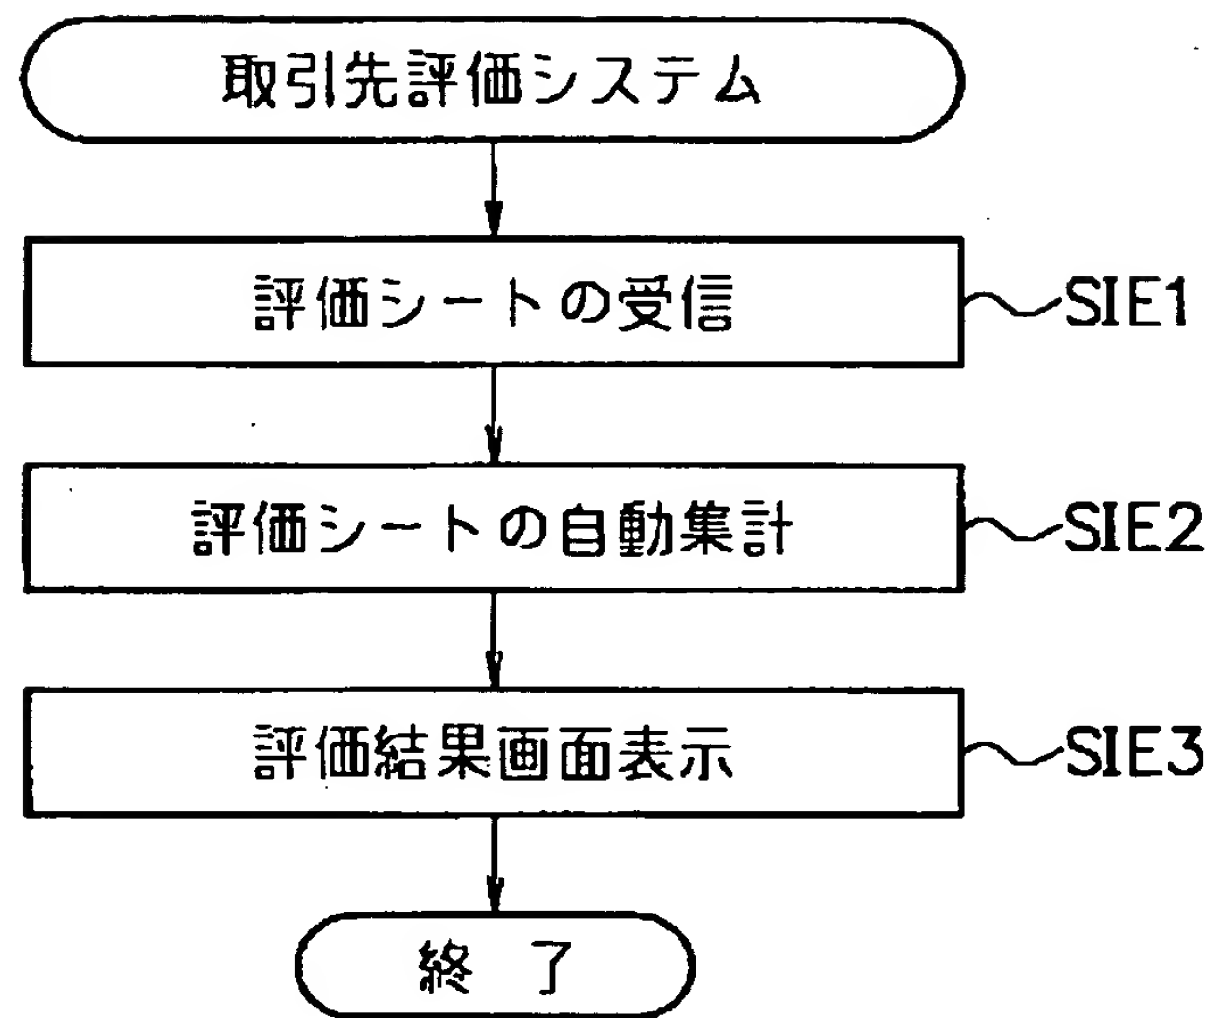 取引先評価システム
評価シートの受信
SIE1
評価シートの自動集計
SIE2
評価結果画面表示
SIE3
終了